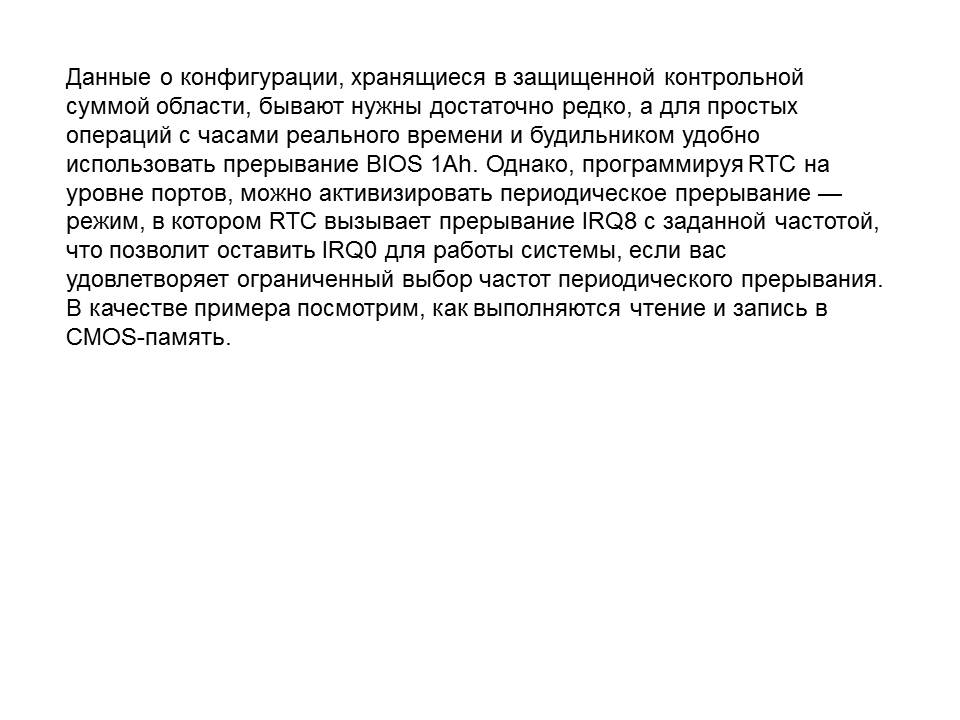 Данные о конфигурации, хранящиеся в защищенной контрольной
суммой области, бывают нужны достаточно редко, а для простых
операций с часами реального времени и будильником удобно
использовать прерывание BIOS 1Ah. Однако, программируя RTC на
уровне портов, можно активизировать периодическое прерывание —
режим, в котором RTC вызывает прерывание IRQ8 с заданной частотой,
что позволит оставить IRQ0 для работы системы, если вас
удовлетворяет ограниченный выбор частот периодического прерывания.
В качестве примера посмотрим, как выполняются чтение и запись в
CMOS-память.